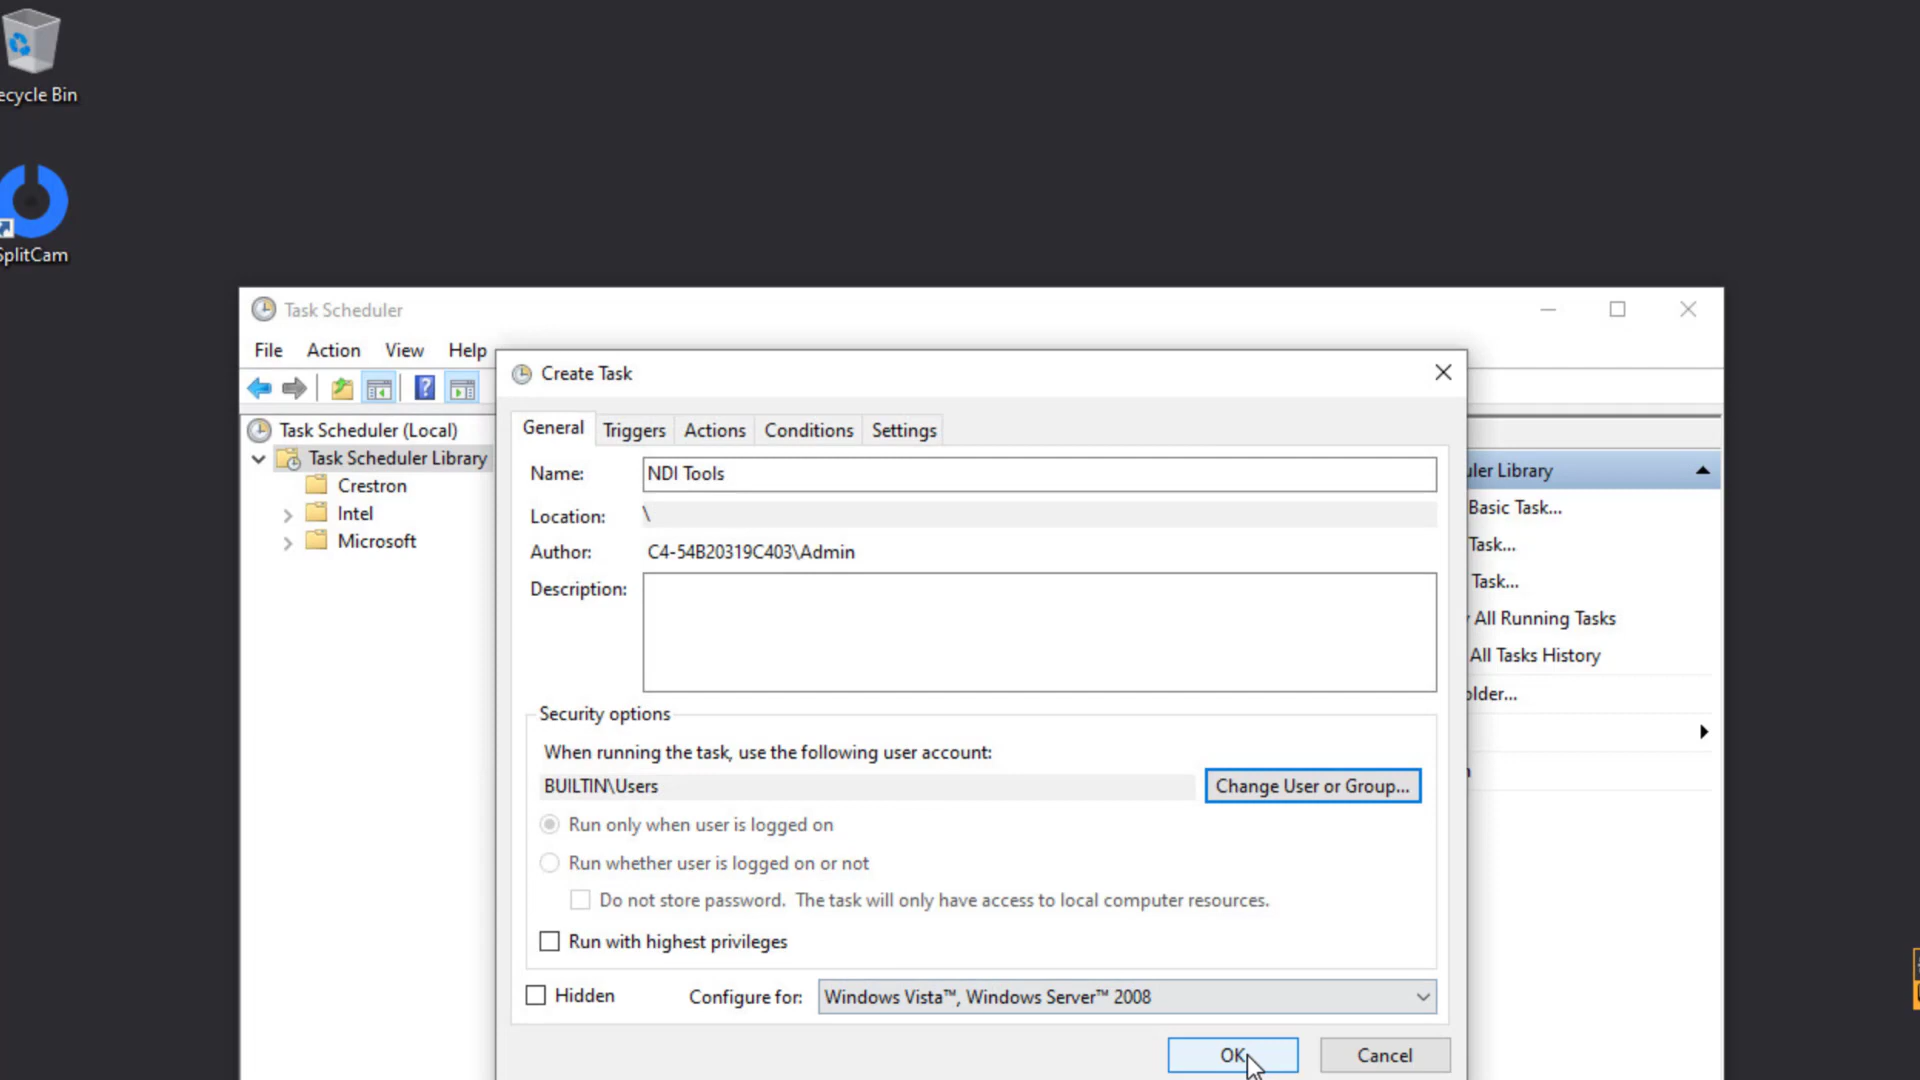 ecycle Bin
SplitCam
Task Scheduler
File Action View Help
Create Task
Task Scheduler (Local)
Task Scheduler Library
Crestron
Intel
Microsoft
General Triggers Actions Conditions Settings
Name: NDI Tools
Location: \
Author: C4-54B20319C403\Admin
Description:
Security options
When running the task, use the following user account:
BUILTIN\Users
Change User or Group...
Run only when user is logged on
Run whether user is logged on or not
Do not store password. The task will only have access to local computer resources.
Run with highest privileges
Hidden
Configure for: Windows Vista™, Windows Server™ 2008
OK Cancel
uler Library
Basic Task...
Task...
Task...
All Running Tasks
All Tasks History
older...